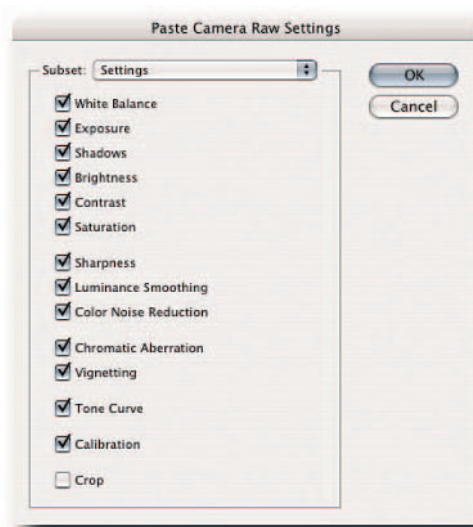 Paste Camera Raw Settings
Subset: Settings
OK
Cancel
White Balance
Exposure
Shadows
Brightness
Contrast
Saturation
Sharpness
Luminance Smoothing
Color Noise Reduction
Chromatic Aberration
Vignetting
Tone Curve
Calibration
Crop